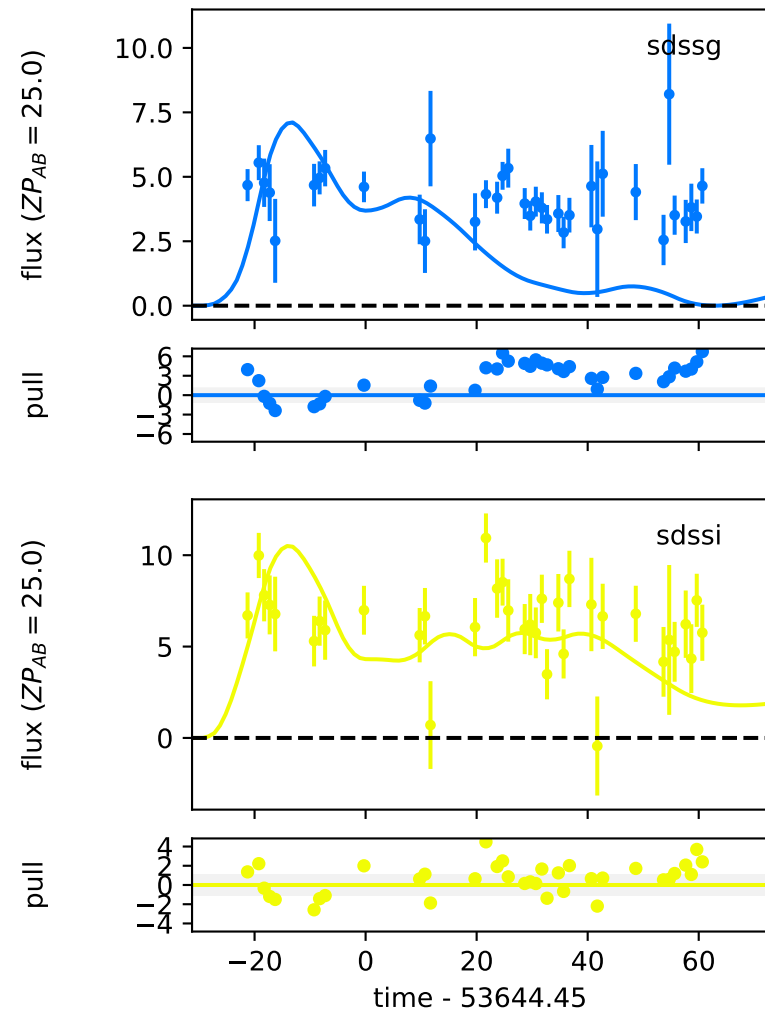 sdssg
flux (ZP_AB = 25.0)
10.0
7.5
5.0
2.5
0.0
pull
6
3
0
−3
−6
sdssi
flux (ZP_AB = 25.0)
10
5
0
pull
4
2
0
−2
−4
−20 0 20 40 60
time - 53644.45